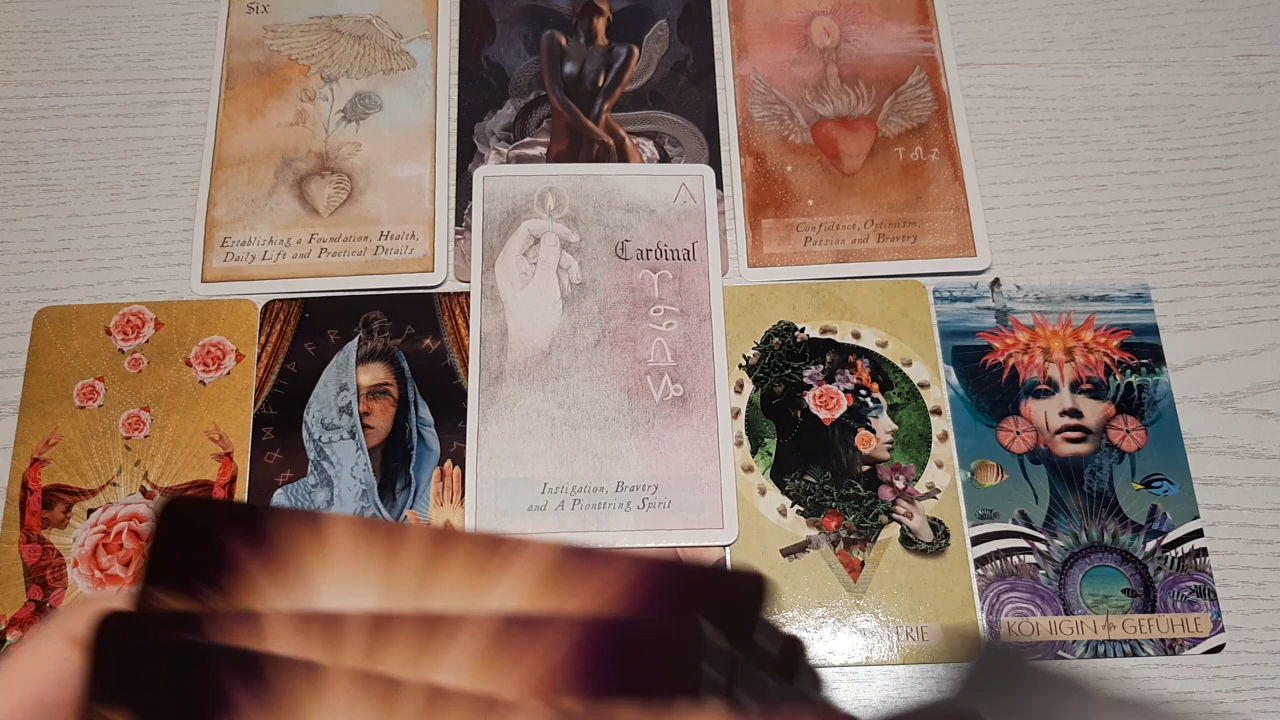 Six
Establishing a Foundation, Health,
Daily Life and Practical Details
Confidence, Optimism,
Passion and Bravery
Cardinal
Instigation, Bravery
and A Pioneering Spirit
KÖNIGIN der GEFÜHLE